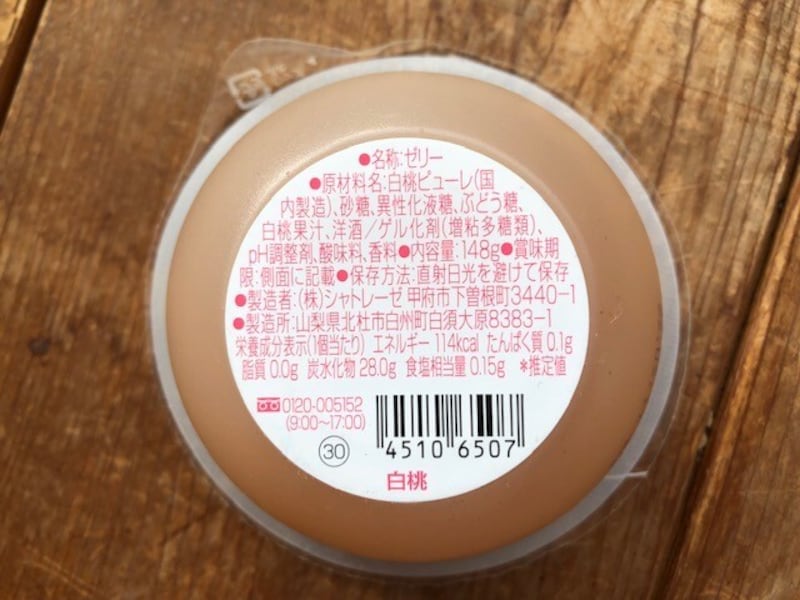 ●名称:ゼリー
●原材料名:白桃ピューレ(国
内製造)、砂糖、異性化液糖、ぶどう糖、
白桃果汁、洋酒/ゲル化剤(増粘多糖類)、
pH調整剤、酸味料、香料●内容量:148g●賞味期
限:側面に記載●保存方法:直射日光を避けて保存
●製造者:(株)シャトレーゼ 甲府市下曽根町3440-1
●製造所:山梨県北杜市白州町白須大原8383-1
栄養成分表示(1個当たり) エネルギー 114kcal たんぱく質 0.1g
脂質 0.0g 炭水化物 28.0g 食塩相当量 0.15g *推定値
0120-005152
(9:00~17:00)
4510 6507
30
白桃